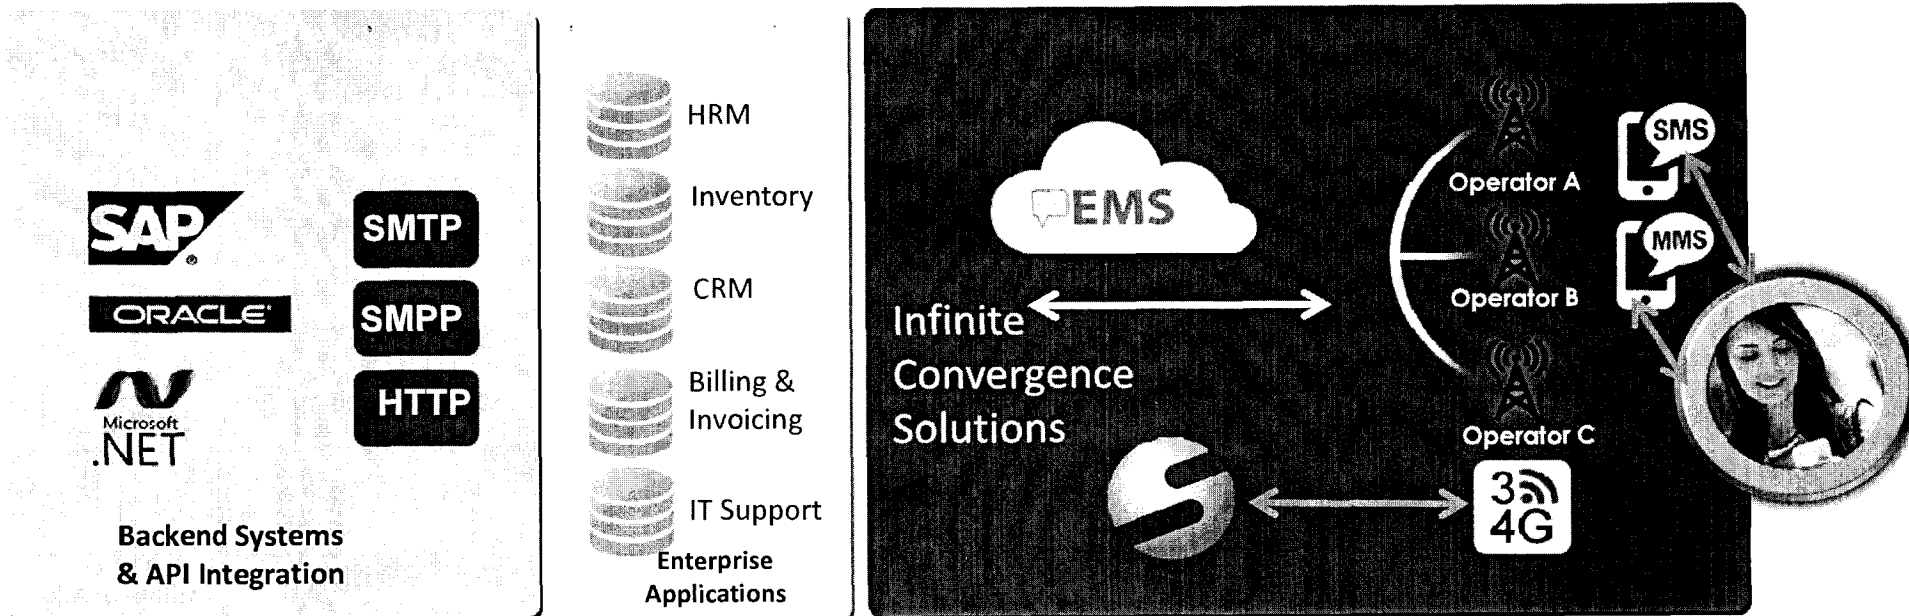 SAP
®
ORACLE®
Microsoft
.NET
SMTP
SMPP
HTTP
Backend Systems
& API Integration
HRM
Inventory
CRM
Billing &
Invoicing
IT Support
Enterprise
Applications
EMS
Infinite
Convergence
Solutions
Operator A
Operator B
Operator C
3
4G
SMS
MMS